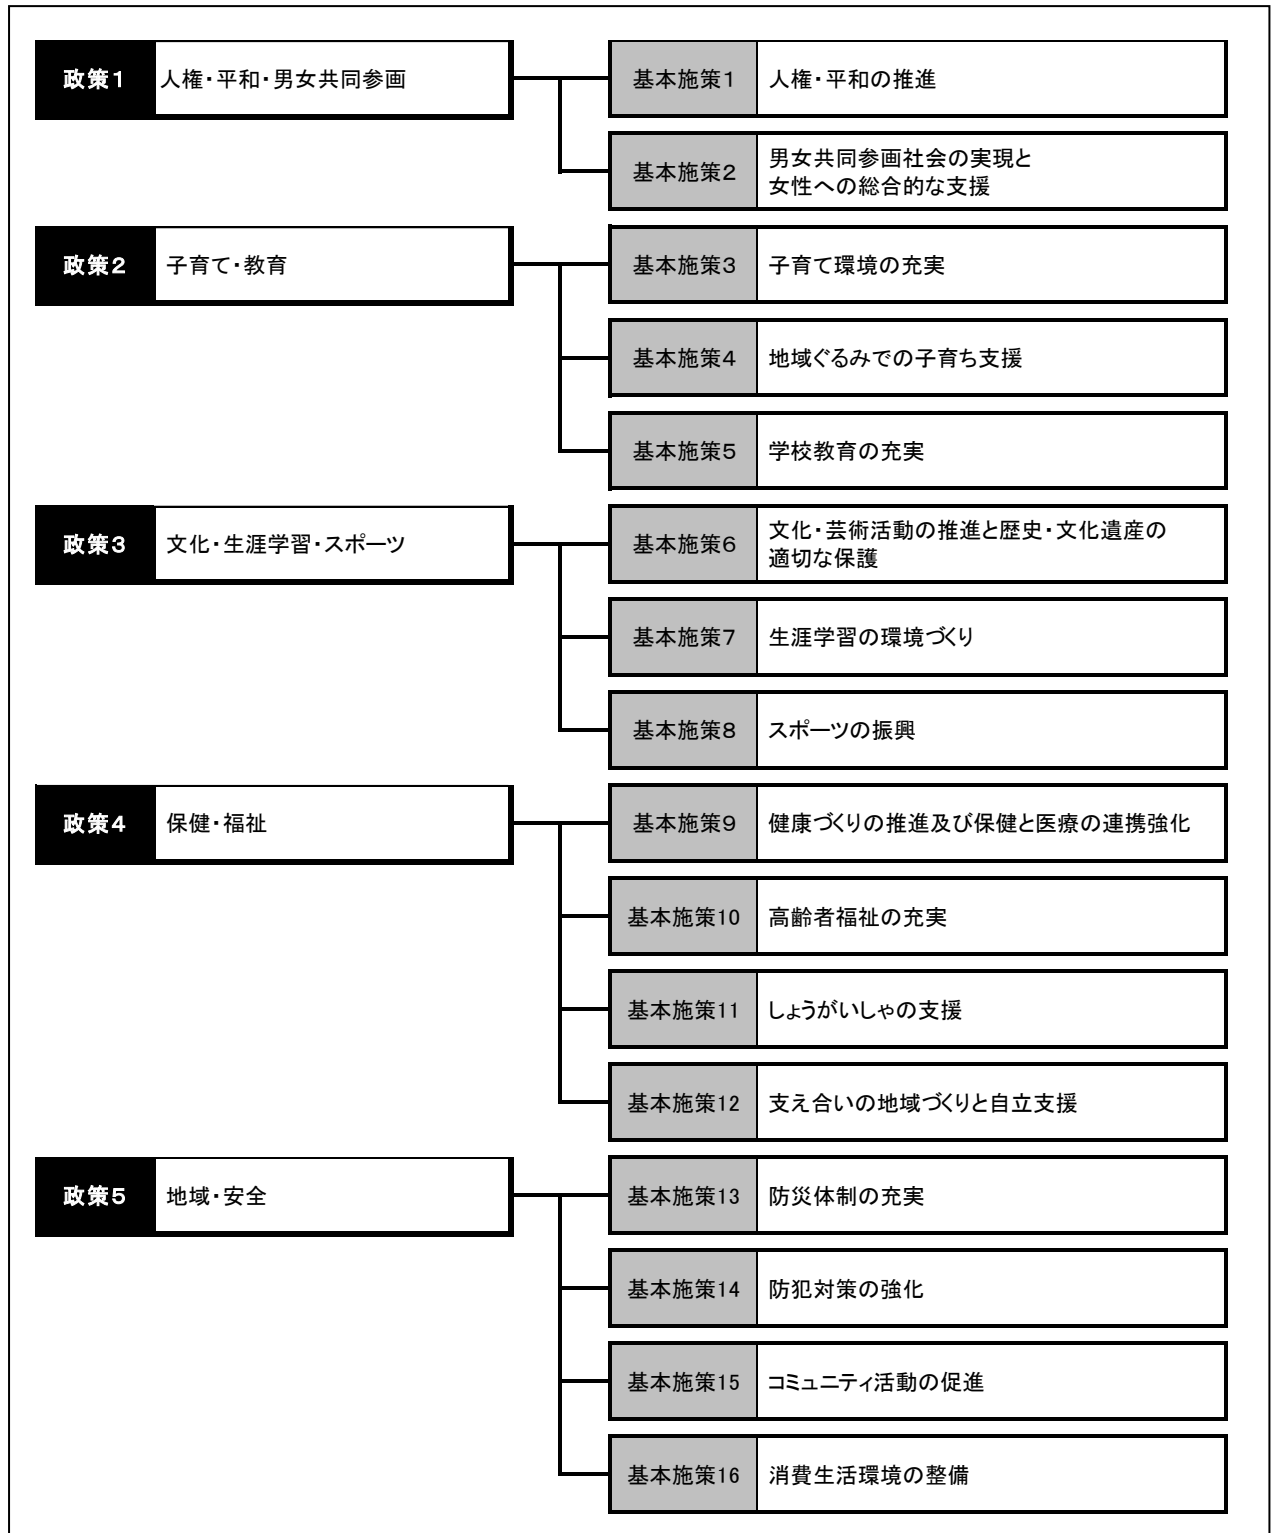 政策1 人権・平和・男女共同参画 基本施策1 人権・平和の推進
基本施策2 男女共同参画社会の実現と
女性への総合的な支援
政策2 子育て・教育 基本施策3 子育て環境の充実
基本施策4 地域ぐるみでの子育ち支援
基本施策5 学校教育の充実
政策3 文化・生涯学習・スポーツ 基本施策6 文化・芸術活動の推進と歴史・文化遺産の
適切な保護
基本施策7 生涯学習の環境づくり
基本施策8 スポーツの振興
政策4 保健・福祉 基本施策9 健康づくりの推進及び保健と医療の連携強化
基本施策10 高齢者福祉の充実
基本施策11 しょうがいしゃの支援
基本施策12 支え合いの地域づくりと自立支援
政策5 地域・安全 基本施策13 防災体制の充実
基本施策14 防犯対策の強化
基本施策15 コミュニティ活動の促進
基本施策16 消費生活環境の整備